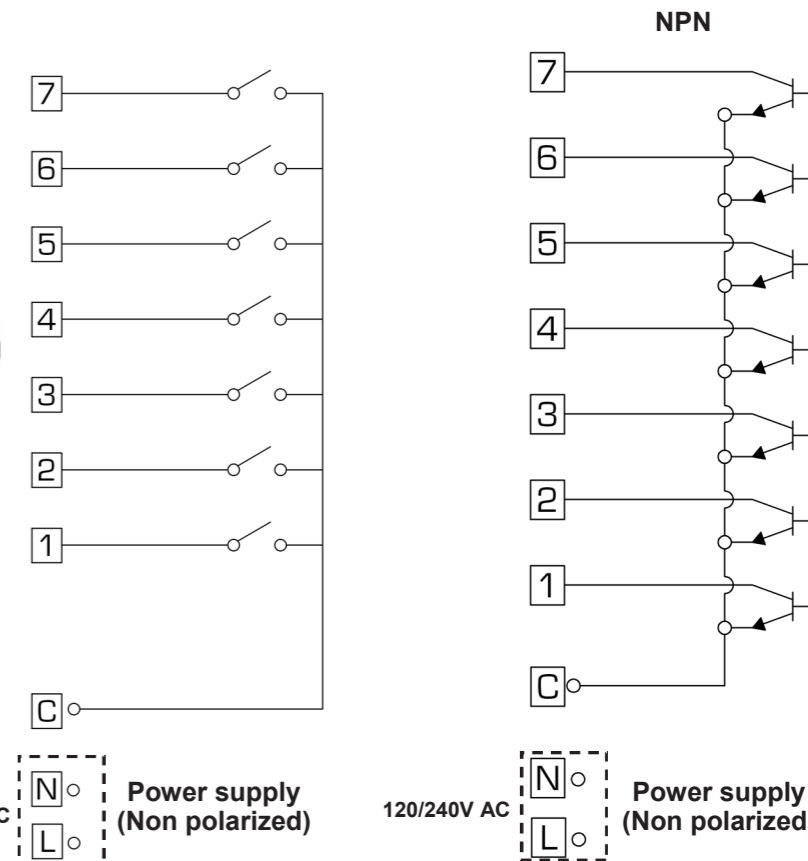 NPN
7
6
5
4
3
2
1
C
N
L
Power supply
(Non polarized)
7
6
5
4
3
2
1
C
120/240V AC
N
L
Power supply
(Non polarized